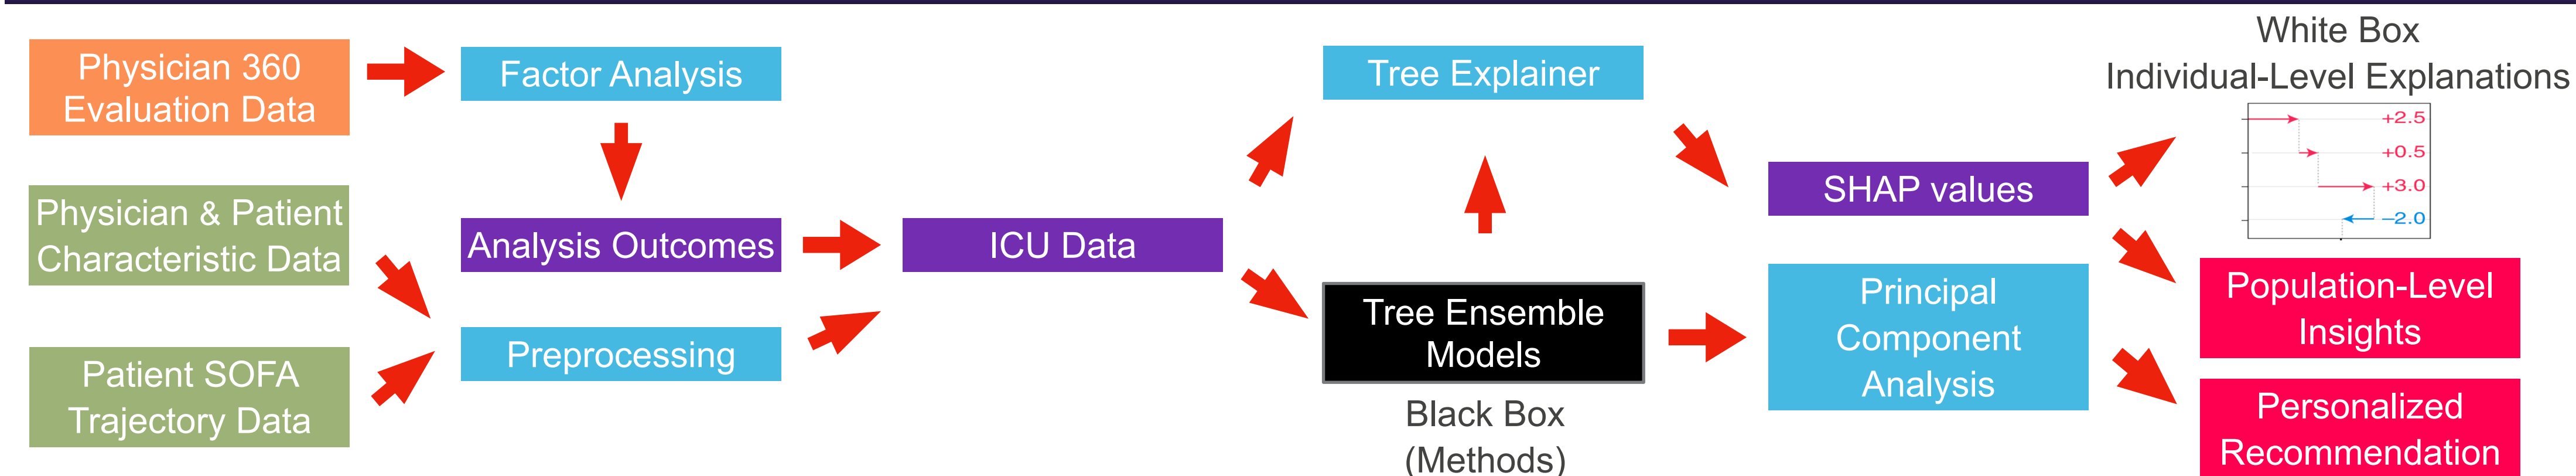 Physician 360
Evaluation Data
Physician & Patient
Characteristic Data
Patient SOFA
Trajectory Data
Factor Analysis
Analysis Outcomes
Preprocessing
ICU Data
Tree Explainer
Tree Ensemble
Models
Black Box
(Methods)
SHAP values
Principal
Component
Analysis
White Box
Individual-Level Explanations
+2.5
+0.5
+3.0
−2.0
Population-Level
Insights
Personalized
Recommendation